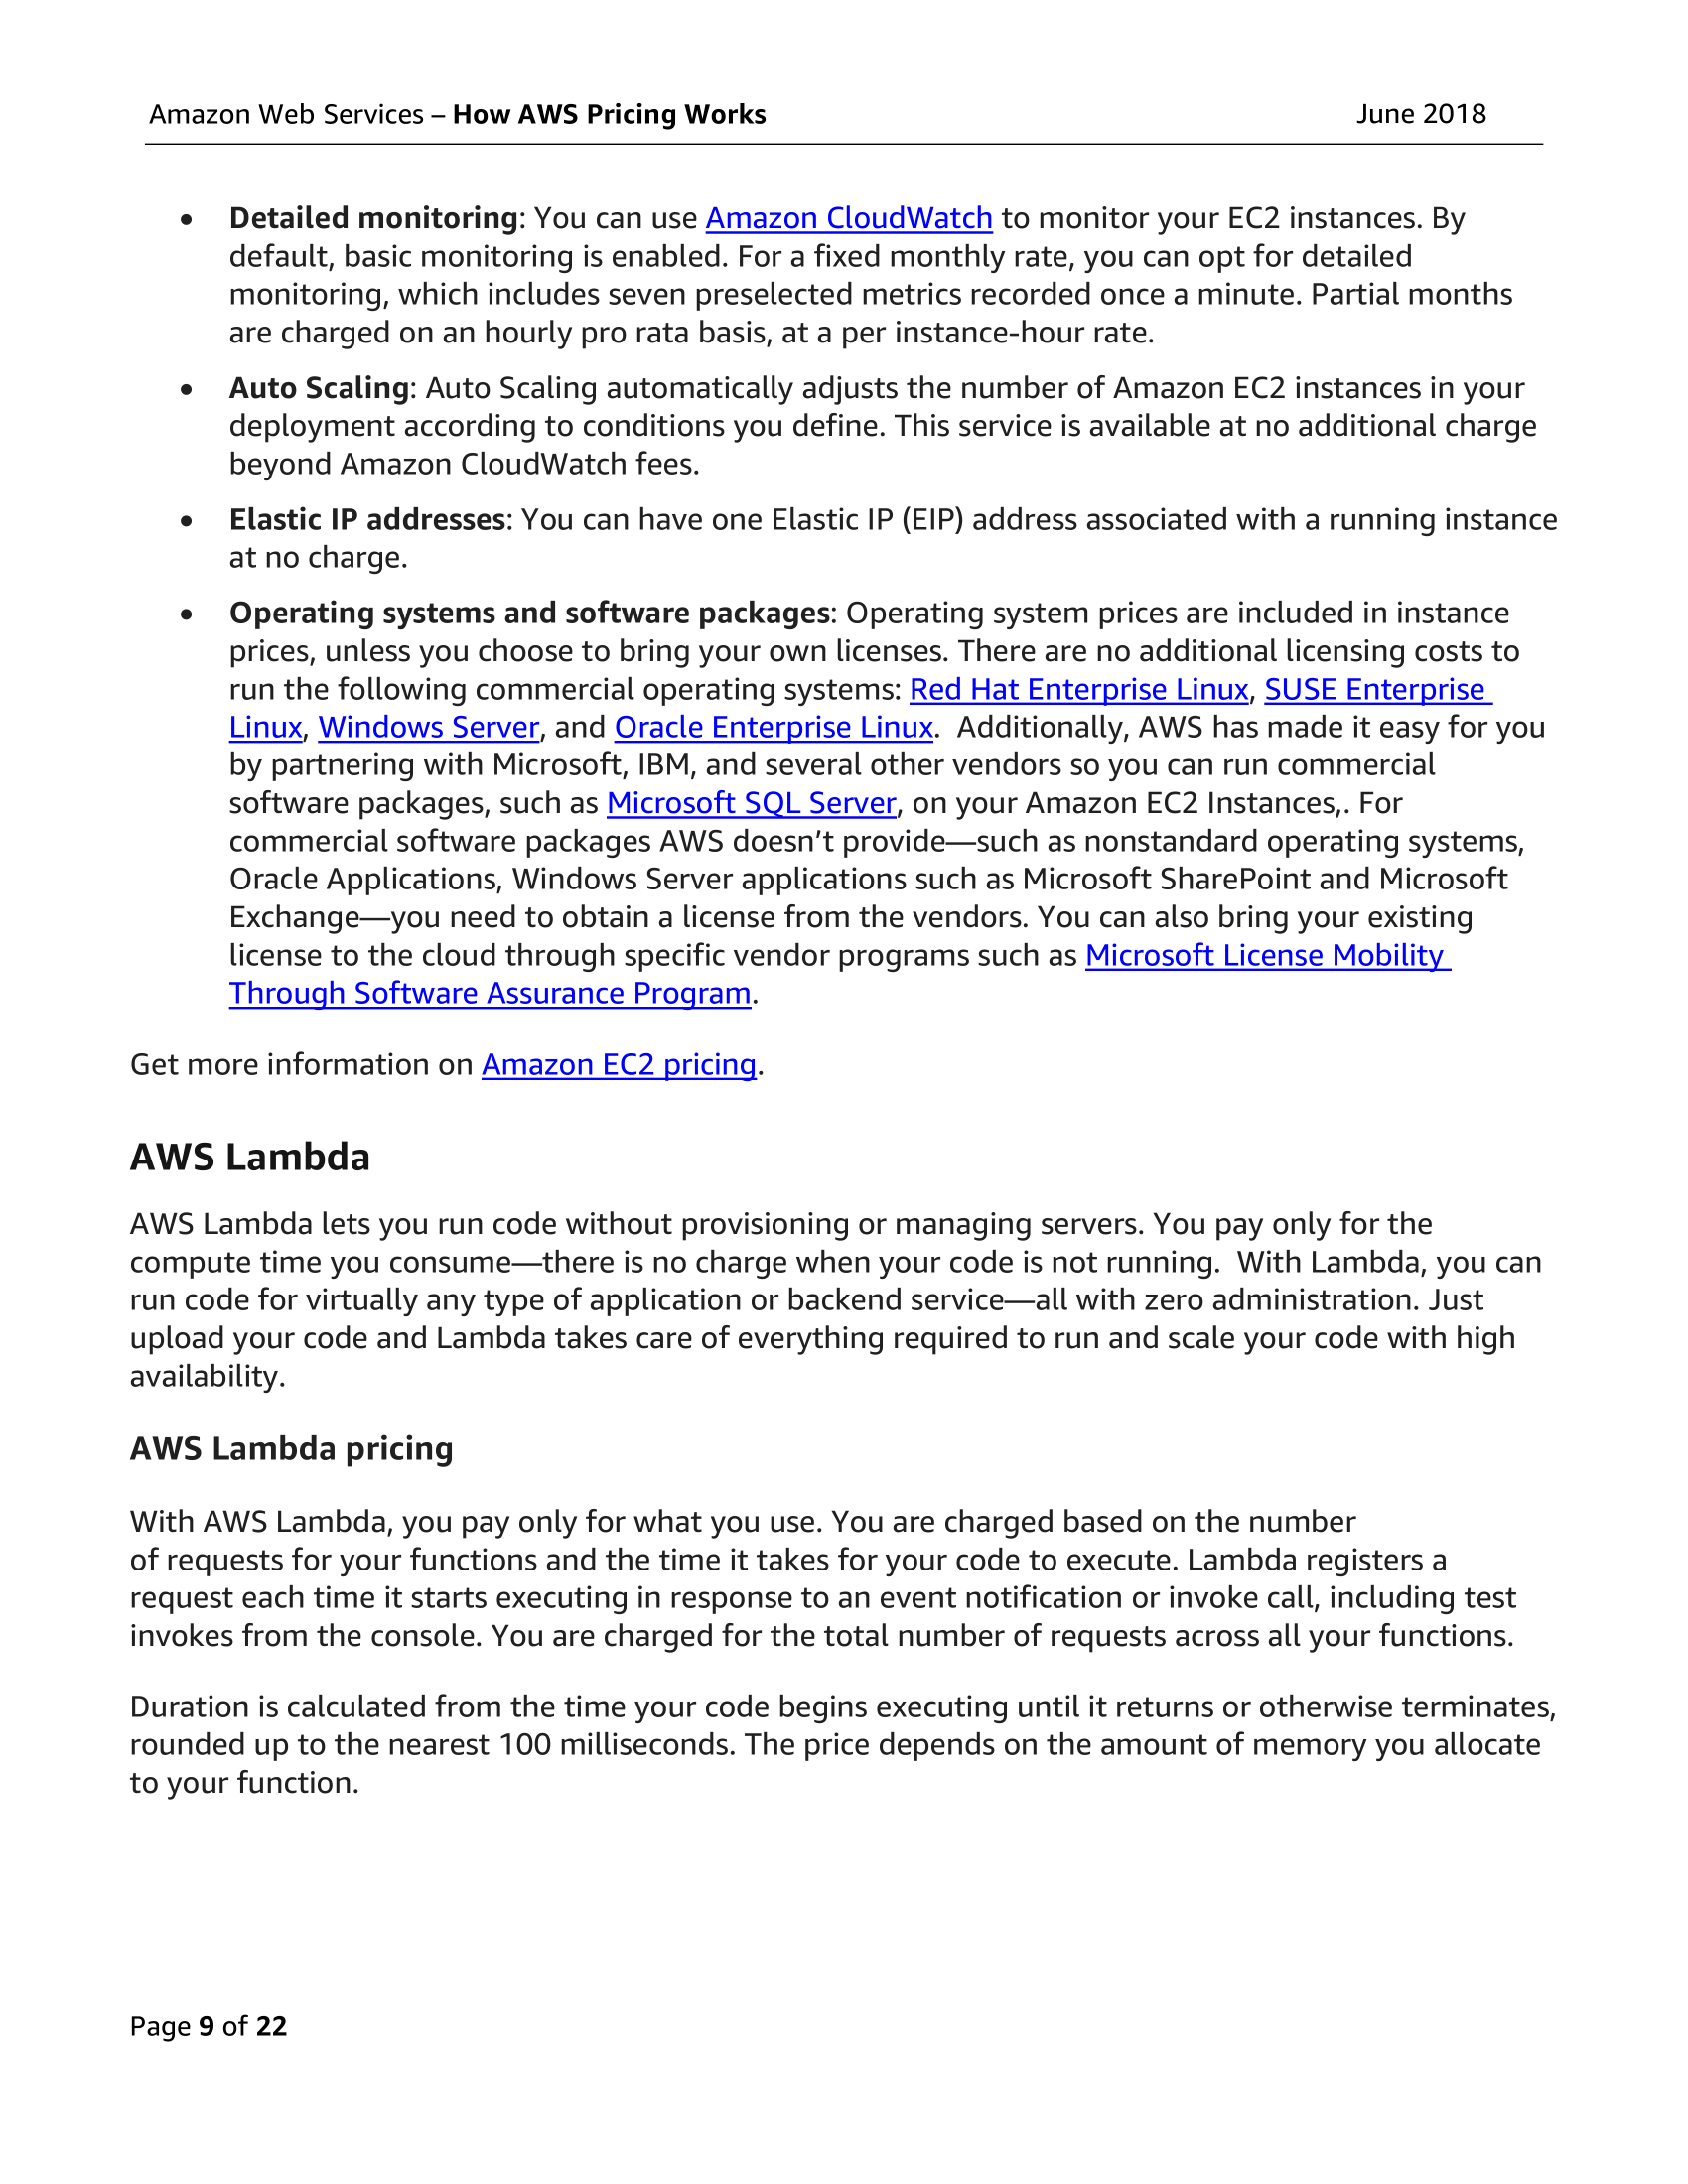 Amazon Web Services – How AWS Pricing Works June 2018
• Detailed monitoring: You can use Amazon CloudWatch to monitor your EC2 instances. By
default, basic monitoring is enabled. For a fixed monthly rate, you can opt for detailed
monitoring, which includes seven preselected metrics recorded once a minute. Partial months
are charged on an hourly pro rata basis, at a per instance-hour rate.
• Auto Scaling: Auto Scaling automatically adjusts the number of Amazon EC2 instances in your
deployment according to conditions you define. This service is available at no additional charge
beyond Amazon CloudWatch fees.
• Elastic IP addresses: You can have one Elastic IP (EIP) address associated with a running instance
at no charge.
• Operating systems and software packages: Operating system prices are included in instance
prices, unless you choose to bring your own licenses. There are no additional licensing costs to
run the following commercial operating systems: Red Hat Enterprise Linux, SUSE Enterprise
Linux, Windows Server, and Oracle Enterprise Linux.  Additionally, AWS has made it easy for you
by partnering with Microsoft, IBM, and several other vendors so you can run commercial
software packages, such as Microsoft SQL Server, on your Amazon EC2 Instances,. For
commercial software packages AWS doesn’t provide—such as nonstandard operating systems,
Oracle Applications, Windows Server applications such as Microsoft SharePoint and Microsoft
Exchange—you need to obtain a license from the vendors. You can also bring your existing
license to the cloud through specific vendor programs such as Microsoft License Mobility
Through Software Assurance Program.
Get more information on Amazon EC2 pricing.
AWS Lambda
AWS Lambda lets you run code without provisioning or managing servers. You pay only for the
compute time you consume—there is no charge when your code is not running.  With Lambda, you can
run code for virtually any type of application or backend service—all with zero administration. Just
upload your code and Lambda takes care of everything required to run and scale your code with high
availability.
AWS Lambda pricing
With AWS Lambda, you pay only for what you use. You are charged based on the number
of requests for your functions and the time it takes for your code to execute. Lambda registers a
request each time it starts executing in response to an event notification or invoke call, including test
invokes from the console. You are charged for the total number of requests across all your functions.
Duration is calculated from the time your code begins executing until it returns or otherwise terminates,
rounded up to the nearest 100 milliseconds. The price depends on the amount of memory you allocate
to your function.
Page 9 of 22